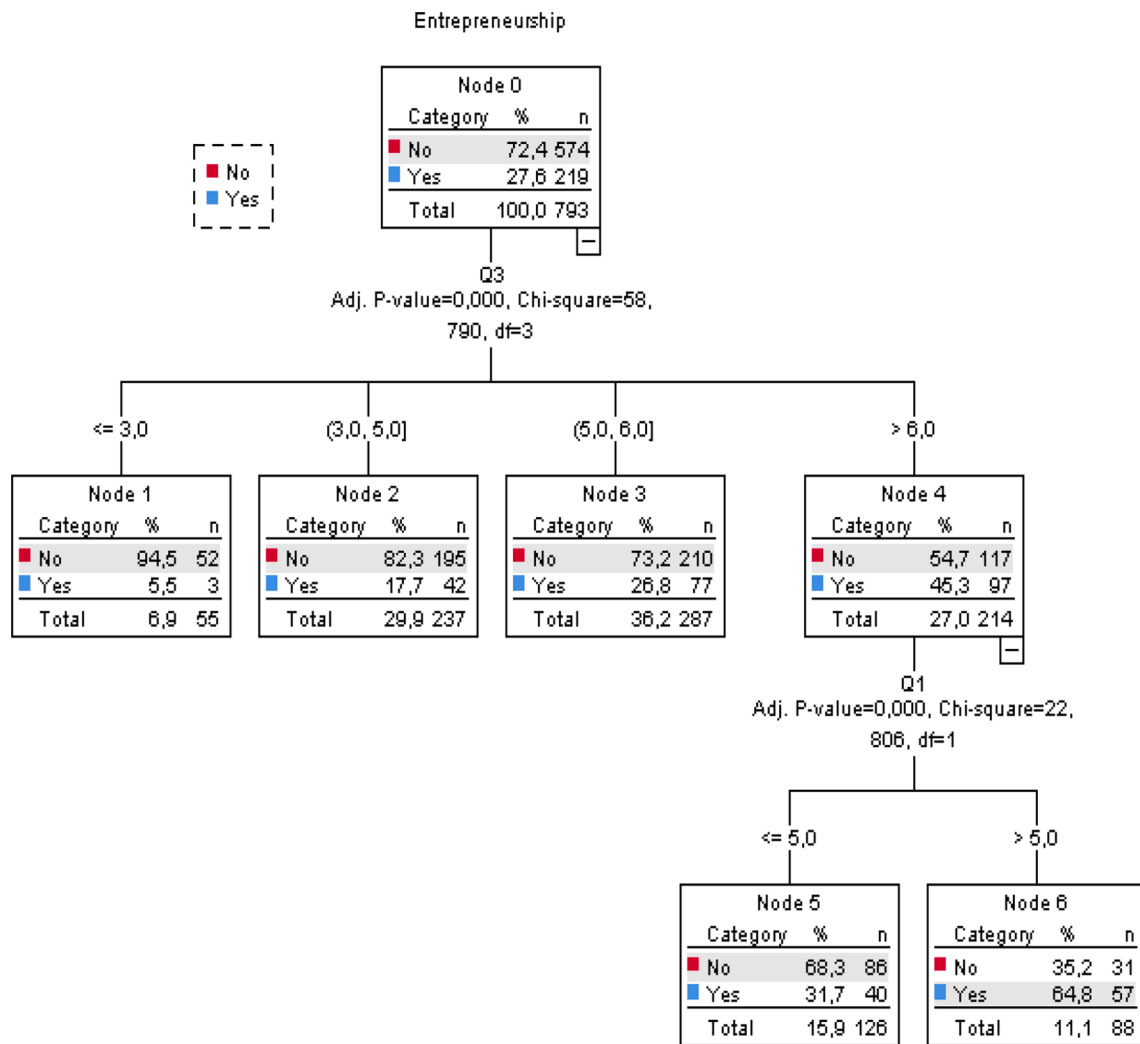 Entrepreneurship
Node 0
Category % n
No 72,4 574
Yes 27,6 219
Total 100,0 793
No
Yes
Q3
Adj. P-value=0,000, Chi-square=58,
790, df=3
<= 3,0
(3,0, 5,0]
(5,0, 6,0]
> 6,0
Node 1
Category % n
No 94,5 52
Yes 5,5 3
Total 6,9 55
Node 2
Category % n
No 82,3 195
Yes 17,7 42
Total 29,9 237
Node 3
Category % n
No 73,2 210
Yes 26,8 77
Total 36,2 287
Node 4
Category % n
No 54,7 117
Yes 45,3 97
Total 27,0 214
Q1
Adj. P-value=0,000, Chi-square=22,
806, df=1
<= 5,0
> 5,0
Node 5
Category % n
No 68,3 86
Yes 31,7 40
Total 15,9 126
Node 6
Category % n
No 35,2 31
Yes 64,8 57
Total 11,1 88